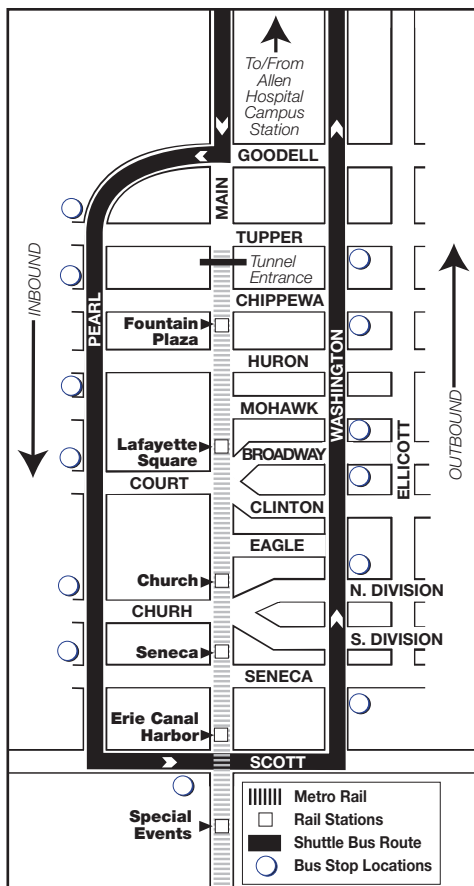 To/From
Allen
Hospital
Campus
Station
GOODELL
MAIN
TUPPER
Tunnel
Entrance
INBOUND
CHIPPEWA
PEARL
Fountain
Plaza
WASHINGTON
OUTBOUND
HURON
MOHAWK
Lafayette
Square
BROADWAY
ELLICOTT
COURT
CLINTON
EAGLE
Church
N. DIVISION
CHURH
S. DIVISION
Seneca
SENECA
Erie Canal
Harbor
SCOTT
Special
Events
Metro Rail
Rail Stations
Shuttle Bus Route
Bus Stop Locations